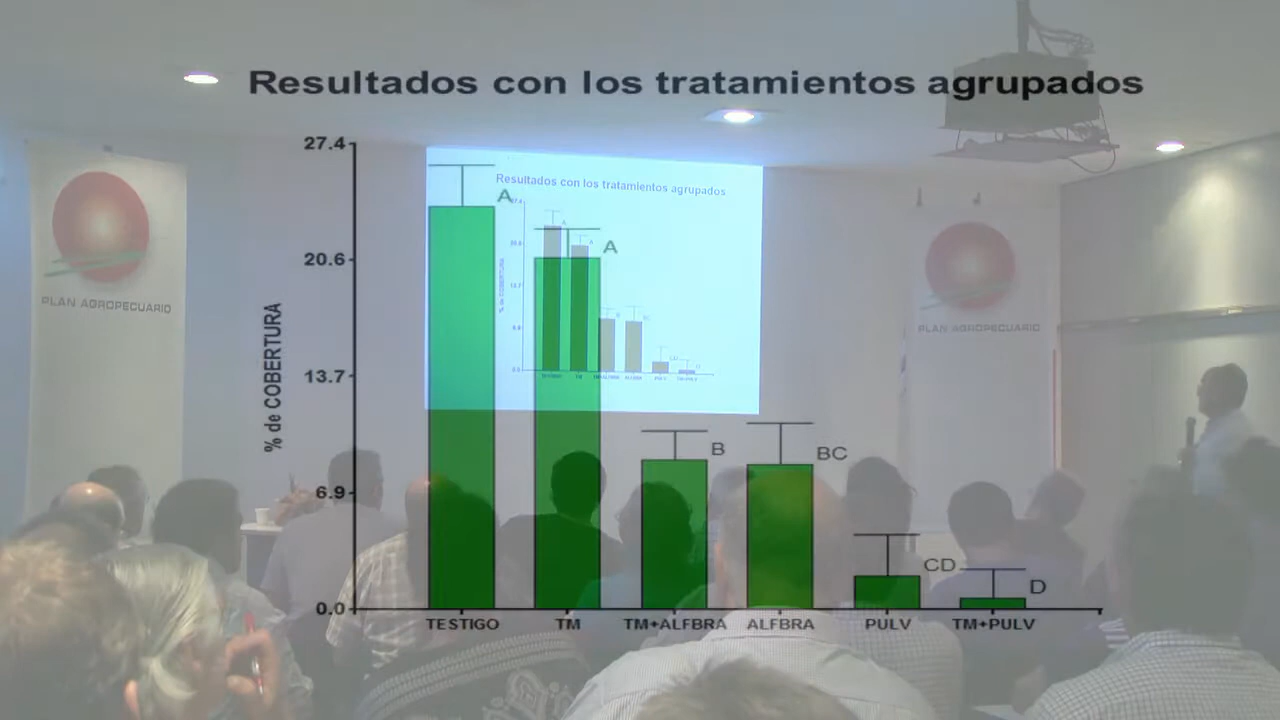 Resultados con los tratamientos agrupados
27.4
20.6
13.7
6.9
0.0
% de COBERTURA
A
A
B
BC
CD
D
TESTIGO
TM
TM+ALFBRA
ALFBRA
PULV
TM+PULV
Resultados con los tratamientos agrupados
PLAN AGROPECUARIO
PLAN AGROPECUARIO